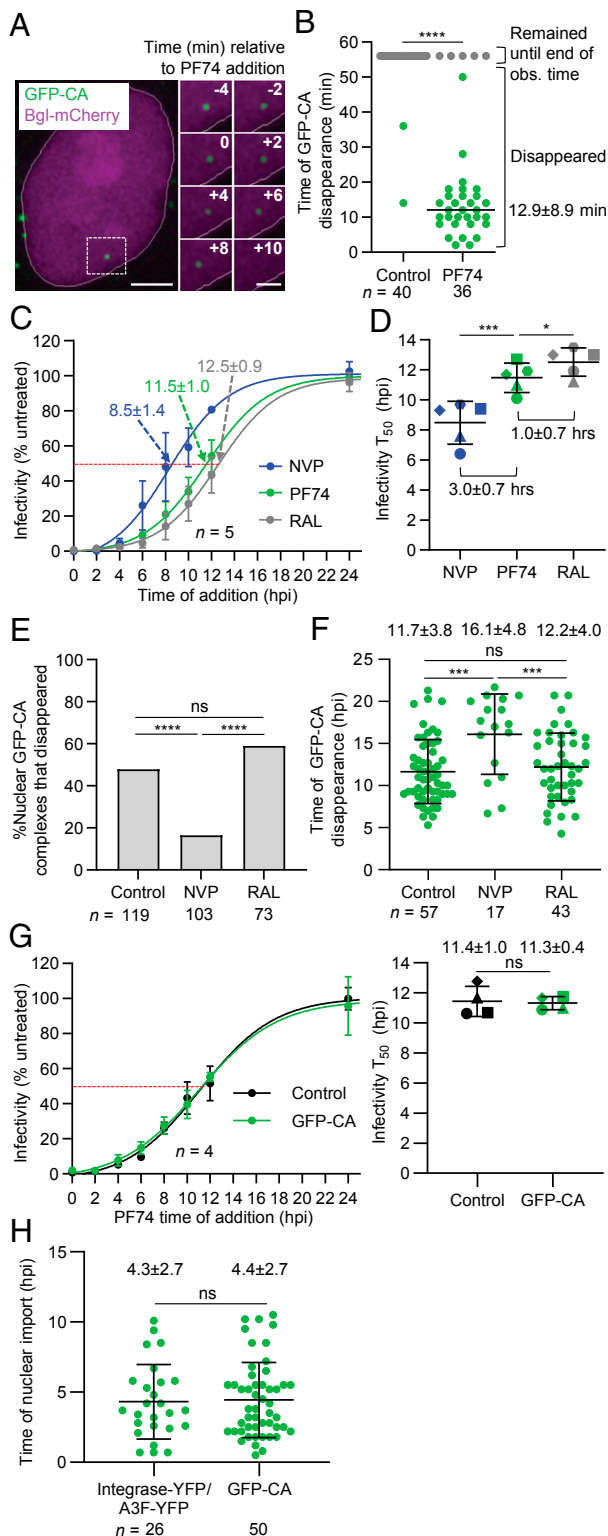 A
Time (min) relative
to PF74 addition
GFP-CA
Bgl-mCherry
-4
-2
0
+2
+4
+6
+8
+10
B
Time of GFP-CA
disappearance (min)
****
60
50
40
30
20
10
0
Remained
until end of
obs. time
Disappeared
12.9±8.9 min
Control
PF74
n = 40
36
C
Infectivity (% untreated)
120
100
80
60
40
20
0
12.5±0.9
11.5±1.0
8.5±1.4
NVP
PF74
RAL
n = 5
0 2 4 6 8 10 12 14 16 18 20 22 24
Time of addition (hpi)
D
Infectivity T50 (hpi)
14
12
10
8
6
4
2
0
***
*
1.0±0.7 hrs
3.0±0.7 hrs
NVP
PF74
RAL
E
%Nuclear GFP-CA
complexes that disappeared
100
80
60
40
20
0
ns
****
****
Control
NVP
RAL
n = 119
103
73
F
11.7±3.8
16.1±4.8
12.2±4.0
ns
***
***
Time of GFP-CA
disappearance (hpi)
25
20
15
10
5
0
Control
NVP
RAL
n = 57
17
43
G
Infectivity (% untreated)
120
100
80
60
40
20
0
Control
GFP-CA
n = 4
0 2 4 6 8 10 12 14 16 18 20 22 24
PF74 time of addition (hpi)
11.4±1.0
11.3±0.4
ns
Infectivity T50 (hpi)
14
12
10
8
6
4
2
0
Control
GFP-CA
H
Time of nuclear import (hpi)
15
10
5
0
4.3±2.7
4.4±2.7
ns
Integrase-YFP/
A3F-YFP
GFP-CA
n = 26
50